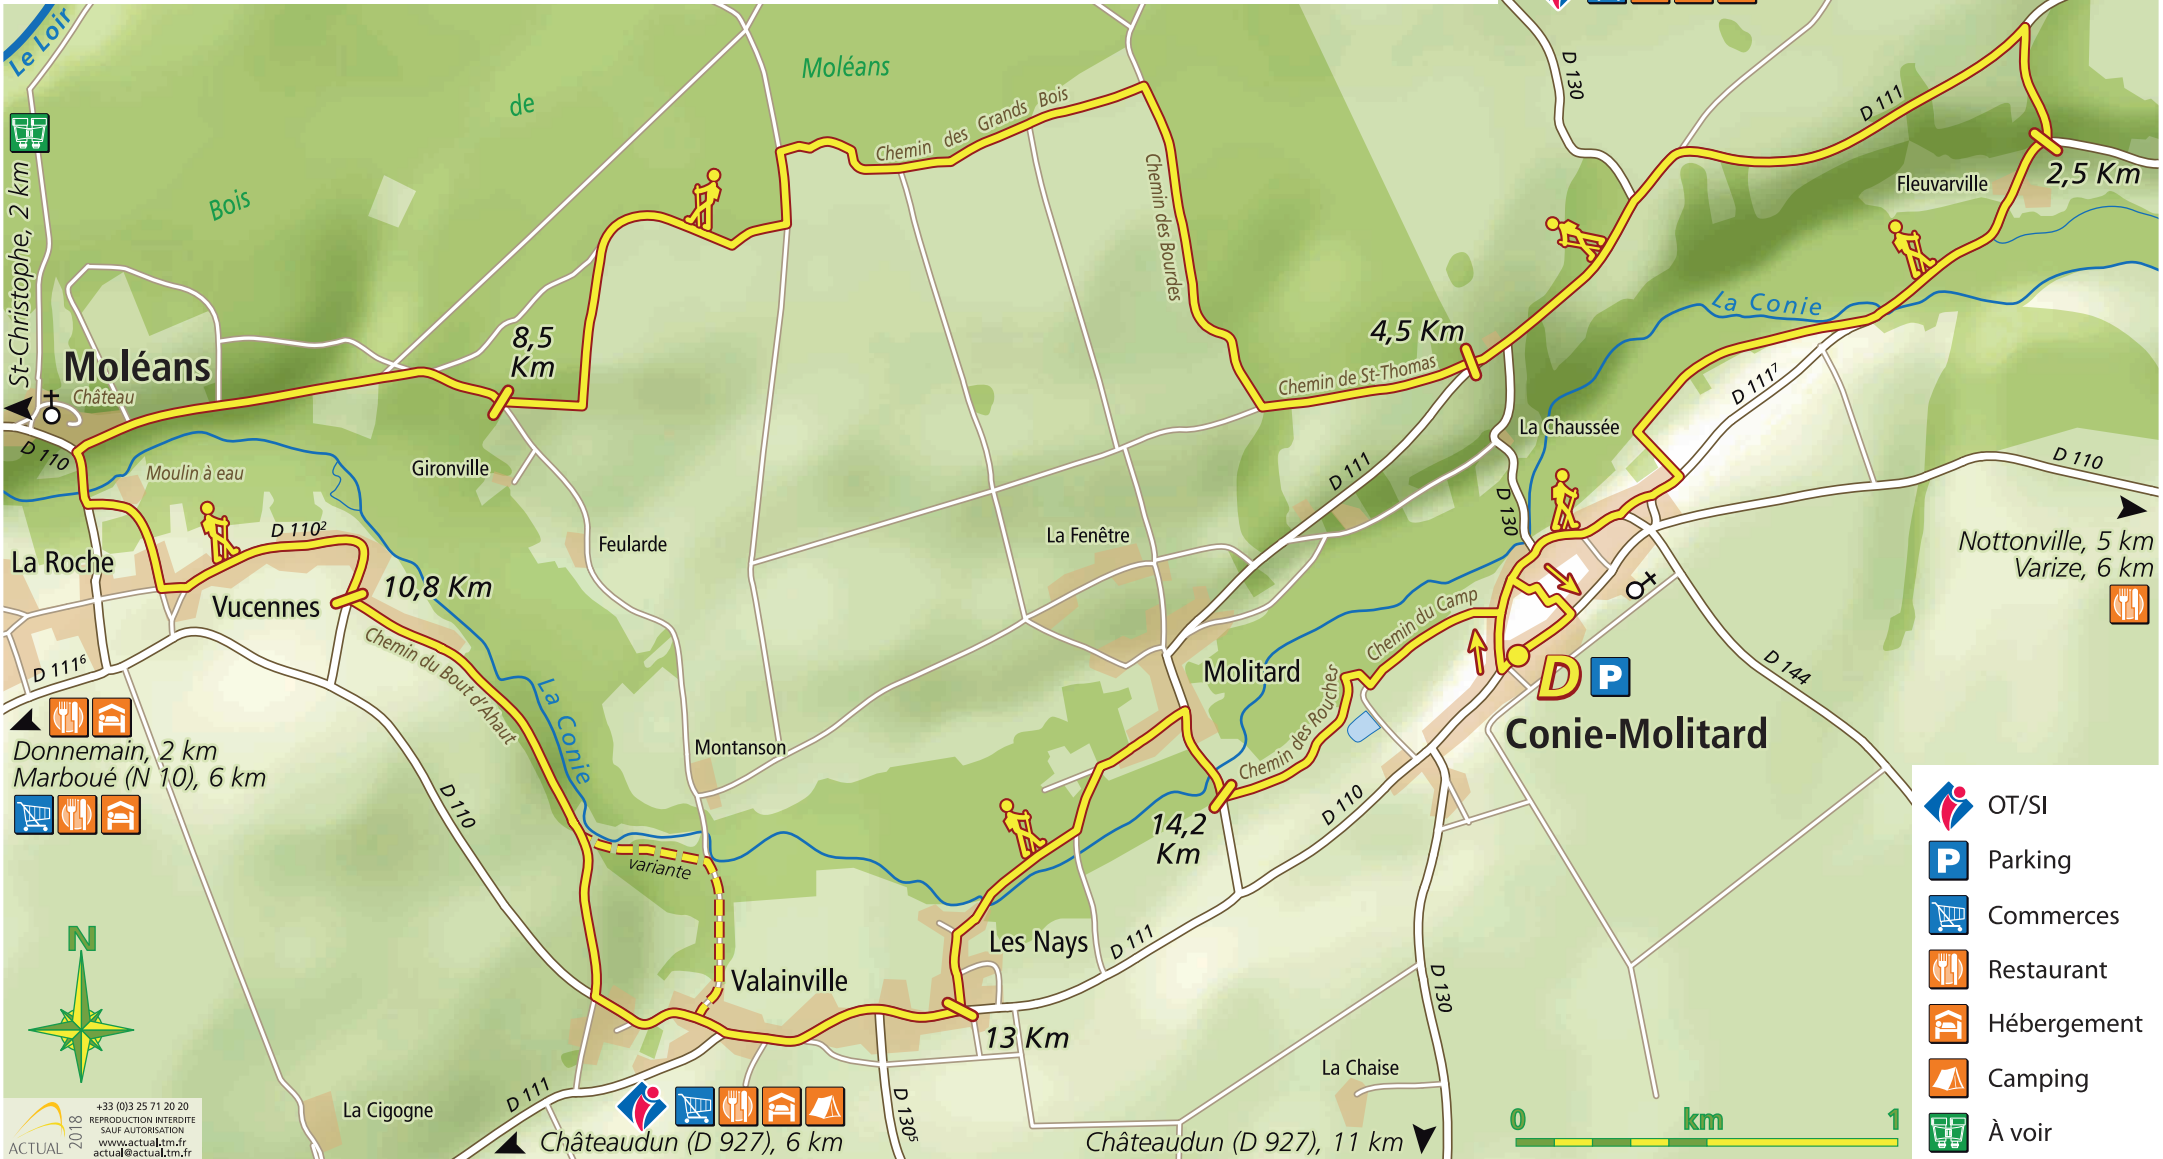 Le Loir
Bois
de
Moléans
Chemin des Grands Bois
Chemin des Bourdes
D 130
D 111
Fleuvarville
2,5 Km
St-Christophe, 2 km
Moléans
Château
D 110
8,5
Km
4,5 Km
Chemin de St-Thomas
La Conie
D 111⁷
La Chaussée
D 110
Nottonville, 5 km
Varize, 6 km
Moulin à eau
Gironville
D 110²
La Roche
Vucennes
10,8 Km
Feularde
La Fenêtre
D 111
D 130
Chemin du Bout d'Ahaut
La Conie
D 111⁶
Donnemain, 2 km
Marboué (N 10), 6 km
D 110
Montanson
Molitard
Chemin du Camp
Chemin des Rouches
D P
Conie-Molitard
D 144
14,2
Km
D 110
variante
Valainville
Les Nays
D 111
13 Km
D 130
La Chaise
La Cigogne
D 111
D 130⁵
Châteaudun (D 927), 6 km
Châteaudun (D 927), 11 km
N
0 km 1
OT/SI
P Parking
Commerces
Restaurant
Hébergement
Camping
À voir
ACTUAL
2018
+33 (0)3 25 71 20 20
REPRODUCTION INTERDITE
SAUF AUTORISATION
www.actual.tm.fr
actual@actual.tm.fr